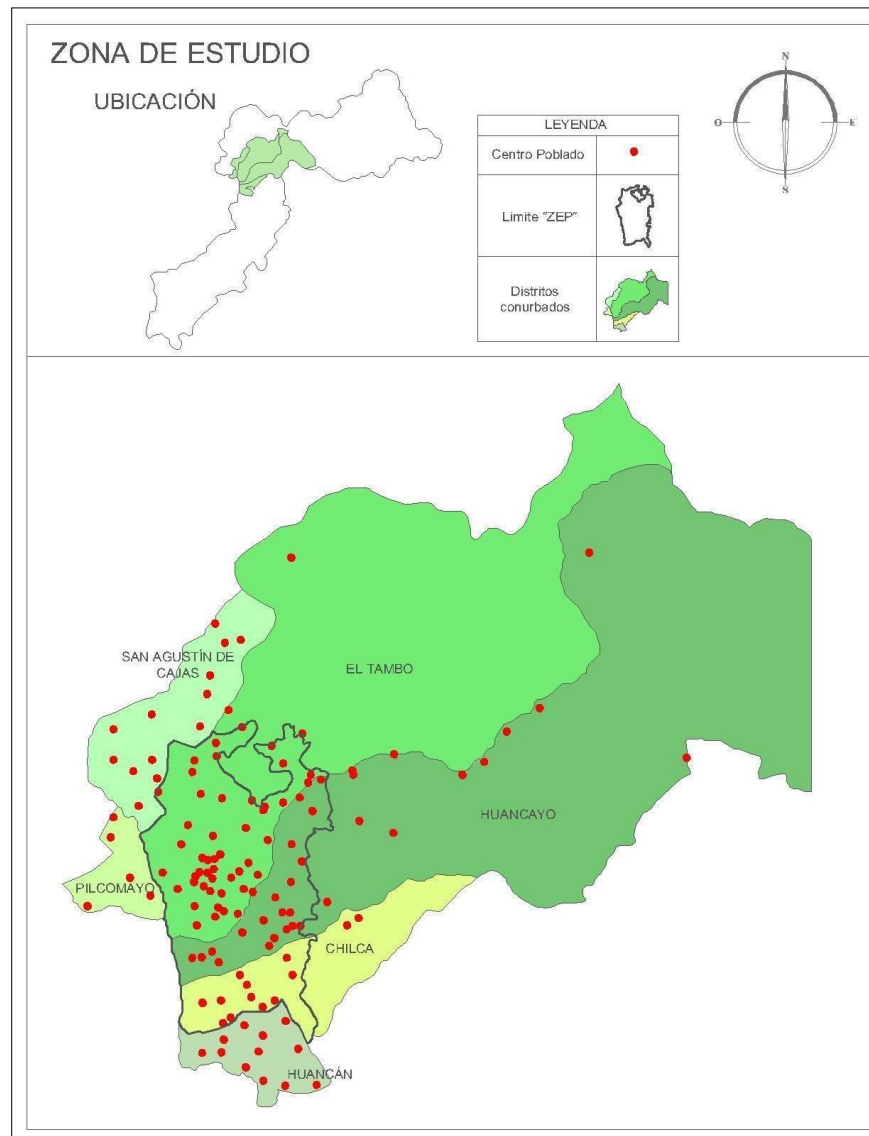 ZONA DE ESTUDIO
UBICACIÓN
LEYENDA
Centro Poblado
Limite "ZEP"
Distritos
conurbados
N
O
E
S
SAN AGUSTÍN DE
CAJAS
EL TAMBO
HUANCAYO
PILCOMAYO
CHILCA
HUANCÁN